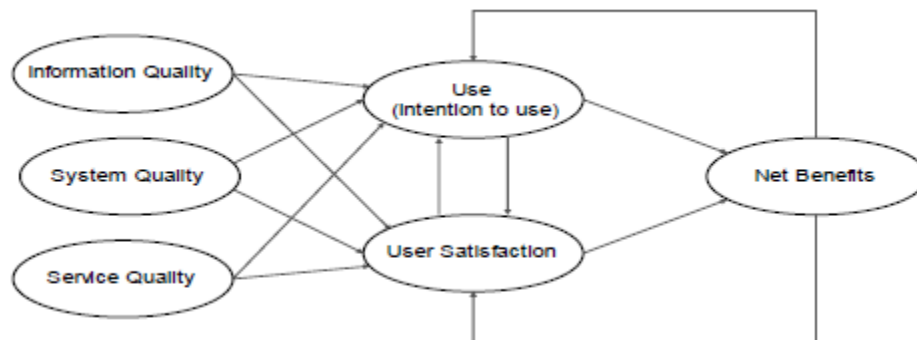 Information Quality
System Quality
Service Quality
Use
(Intention to use)
User Satisfaction
Net Benefits